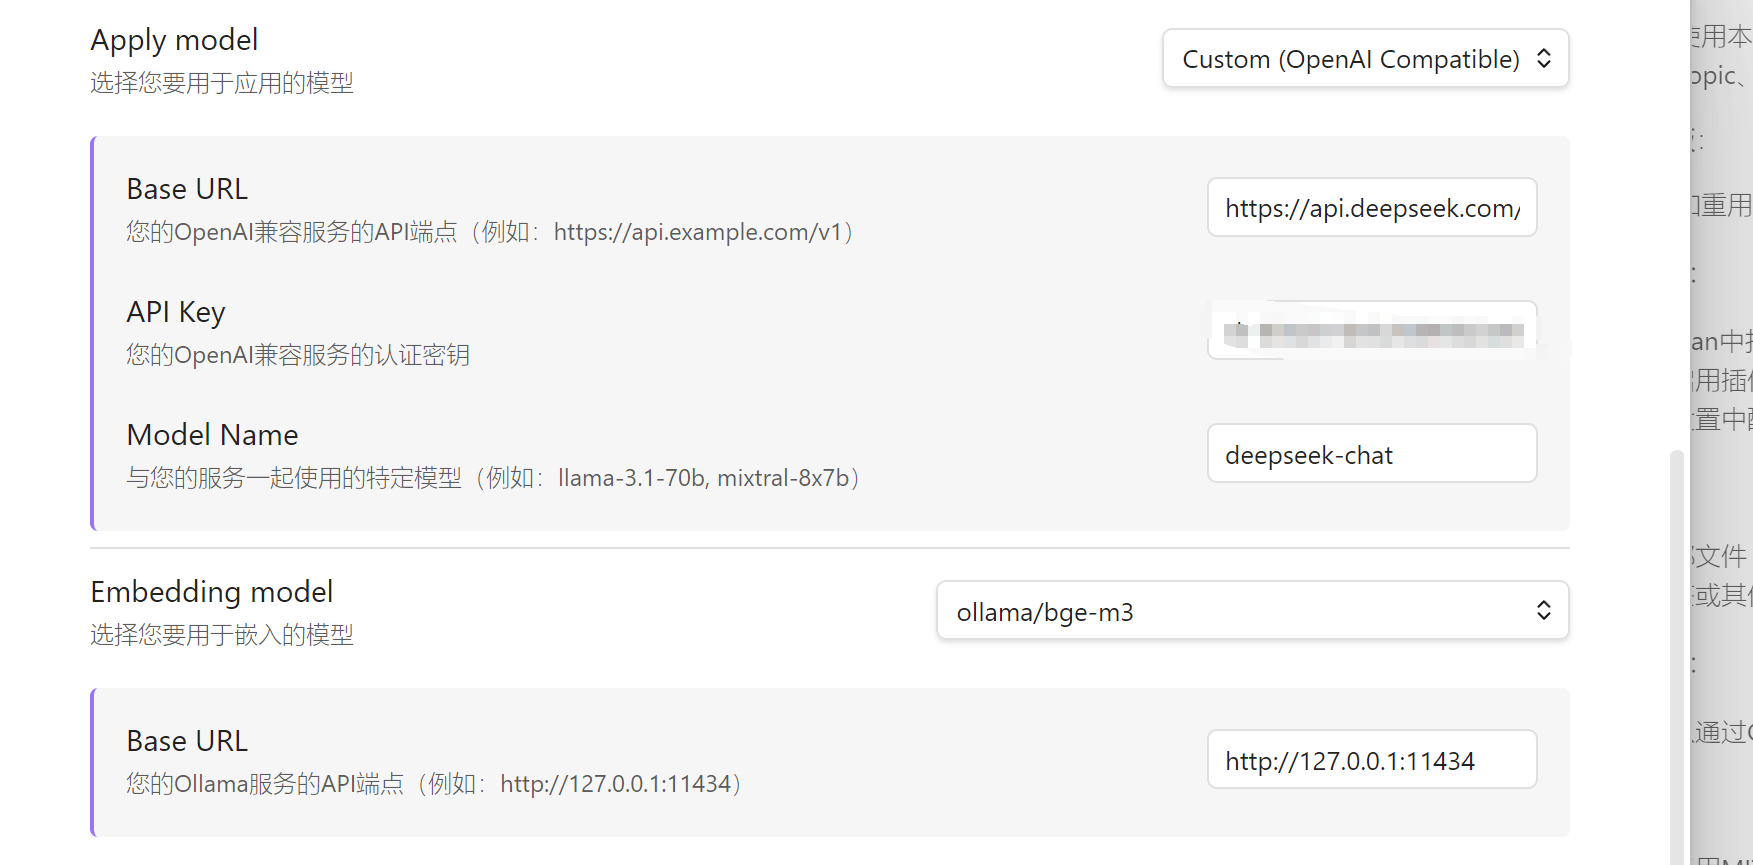 Apply model
选择您要用于应用的模型
Custom (OpenAI Compatible)
Base URL
您的OpenAI兼容服务的API端点（例如：https://api.example.com/v1）
https://api.deepseek.com/
API Key
您的OpenAI兼容服务的认证密钥
Model Name
与您的服务一起使用的特定模型（例如：llama-3.1-70b, mixtral-8x7b）
deepseek-chat
Embedding model
选择您要用于嵌入的模型
ollama/bge-m3
Base URL
您的Ollama服务的API端点（例如：http://127.0.0.1:11434）
http://127.0.0.1:11434
使用本
opic、
:
重用
:
an中
用插
置中
文件
或其
:
通过